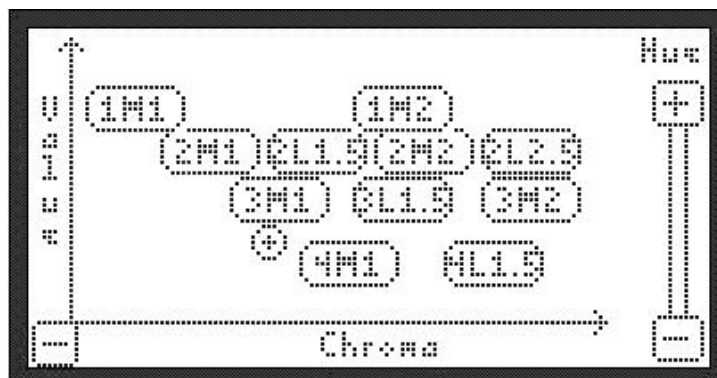 Hue
Value
1M1 1M2 +
2M1 2L1.5 2M2 2L2.5
3M1 3L1.5 3M2
+
4M1 4L1.5
− Chroma −